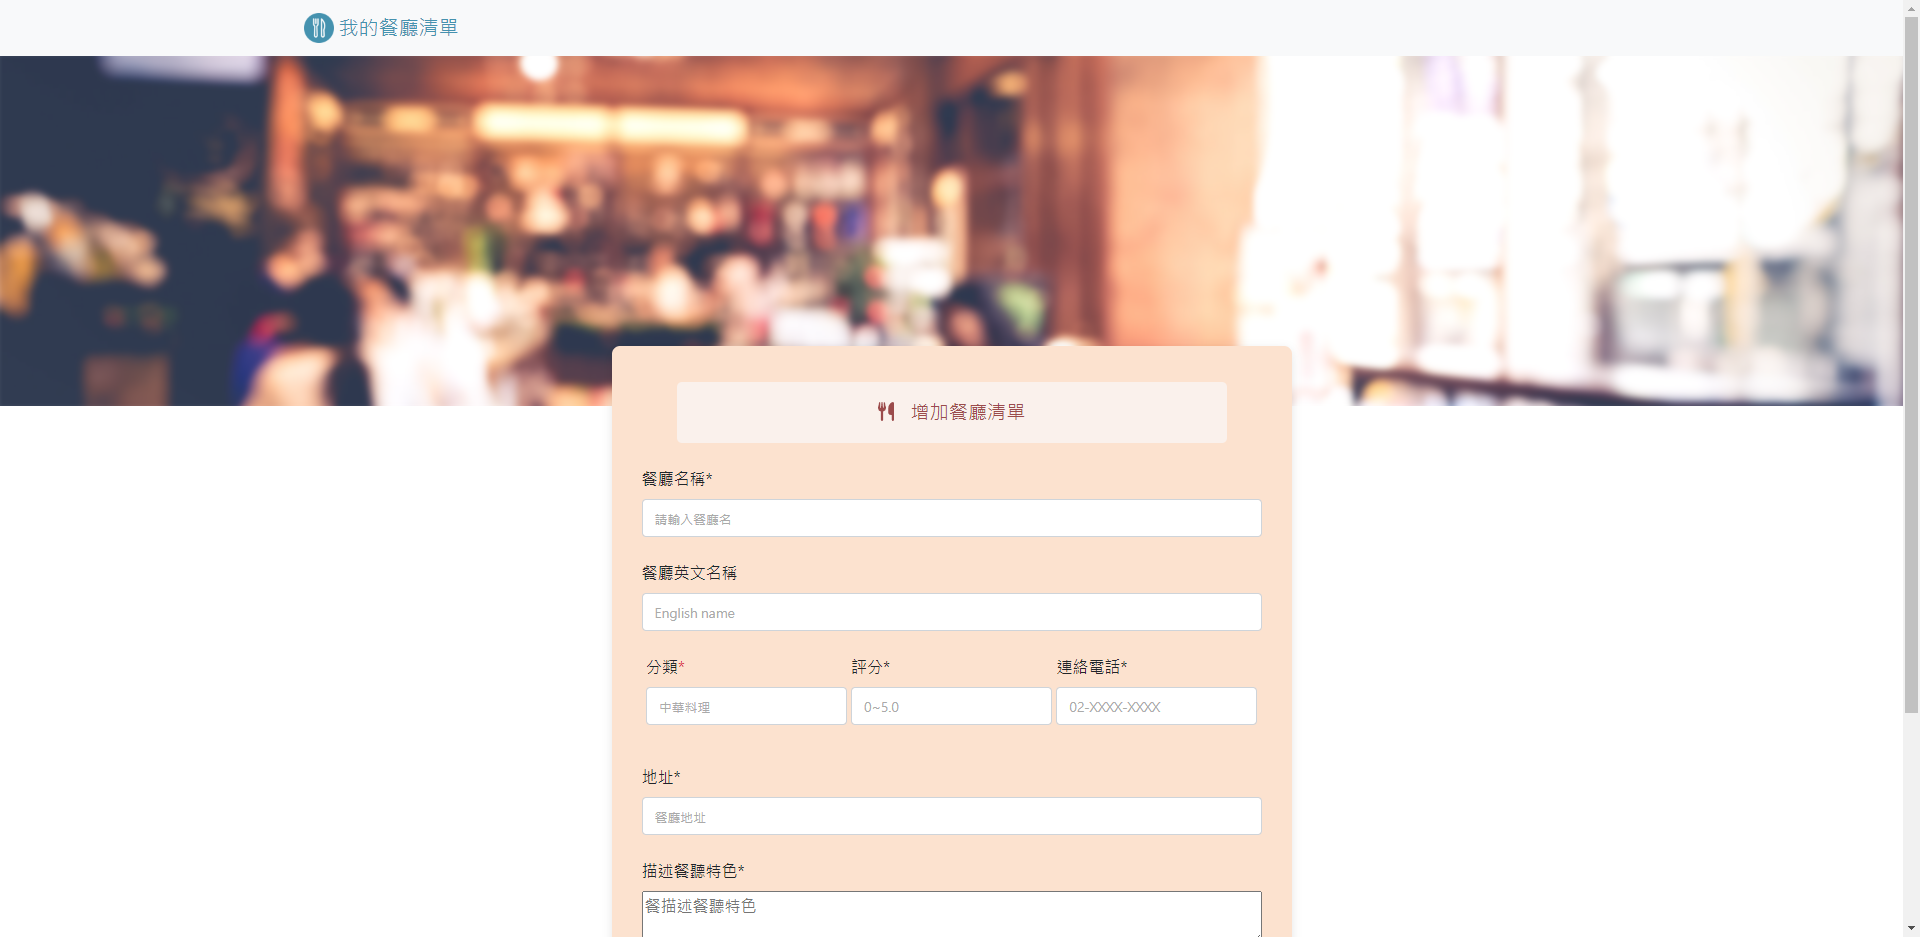 我的餐廳清單
增加餐廳清單
餐廳名稱*
請輸入餐廳名
餐廳英文名稱
English name
分類* 評分* 連絡電話*
中華料理 0~5.0 02-XXXX-XXXX
地址*
餐廳地址
描述餐聽特色*
餐描述餐聽特色